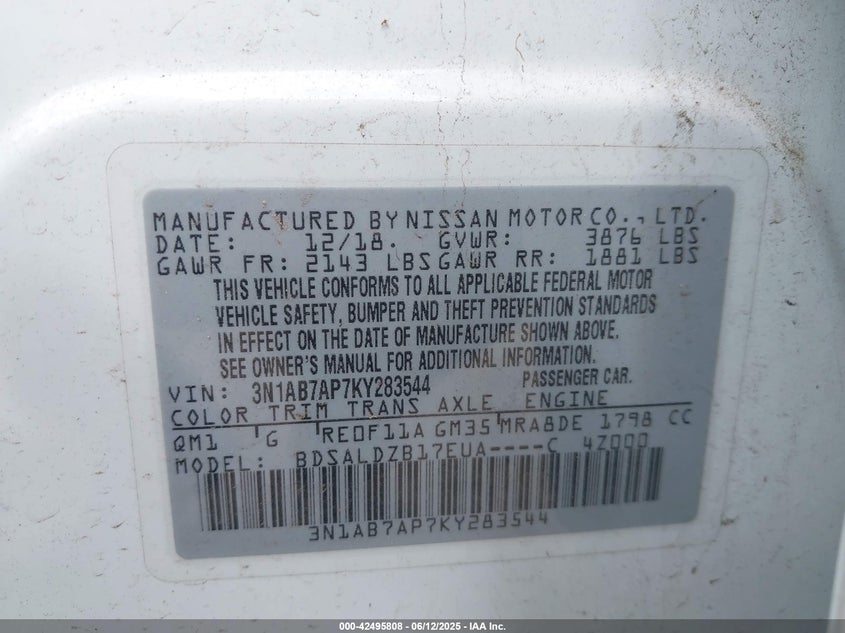 MANUFACTURED BY NISSAN MOTOR CO., LTD.
DATE: 12/18. GVWR: 3876 LBS
GAWR FR: 2143 LBS GAWR RR: 1881 LBS
THIS VEHICLE CONFORMS TO ALL APPLICABLE FEDERAL MOTOR
VEHICLE SAFETY, BUMPER AND THEFT PREVENTION STANDARDS
IN EFFECT ON THE DATE OF MANUFACTURE SHOWN ABOVE.
SEE OWNER'S MANUAL FOR ADDITIONAL INFORMATION.
VIN: 3N1AB7AP7KY283544 PASSENGER CAR.
COLOR TRIM TRANS AXLE ENGINE
QM1 G RE0F11A GM35 MRA8DE 1798 CC
MODEL: BDSALDZB17EUA----C 4Z000
3N1AB7AP7KY283544
000-42495808 - 06/12/2025 - IAA Inc.